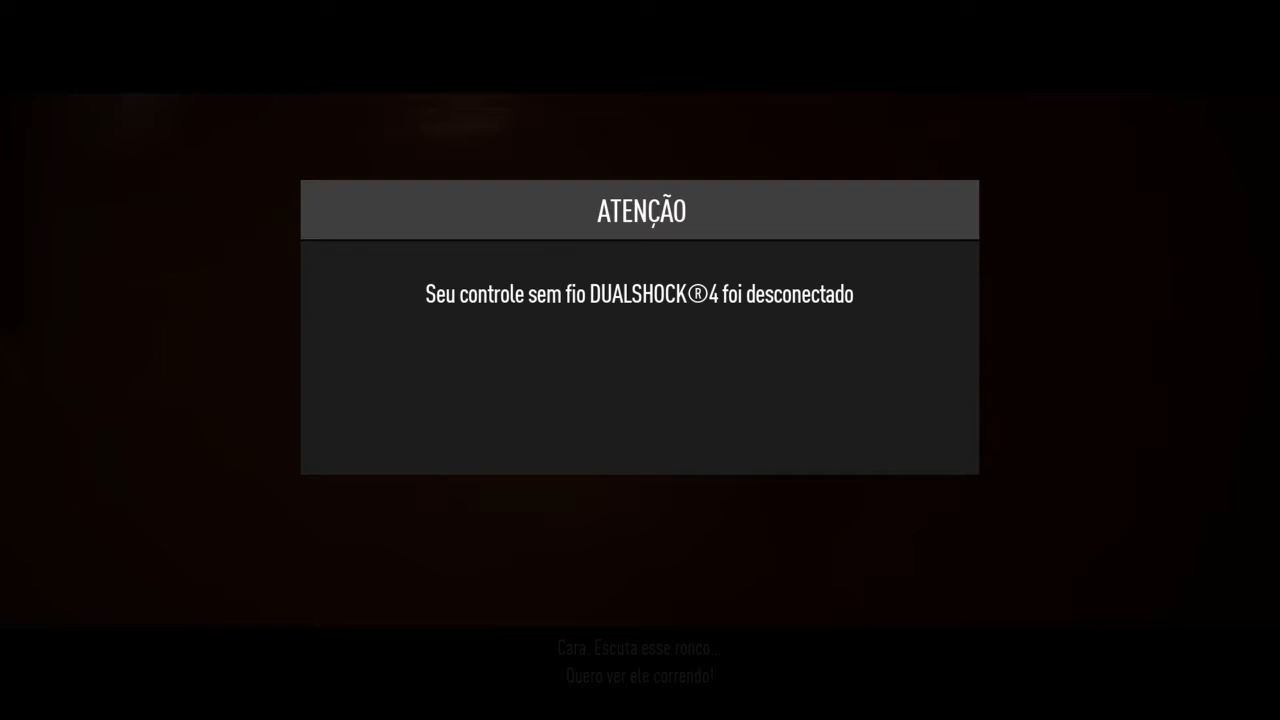 ATENÇÃO
Seu controle sem fio DUALSHOCK®4 foi desconectado
Cara. Escuta esse ronco...
Quero ver ele correndo!